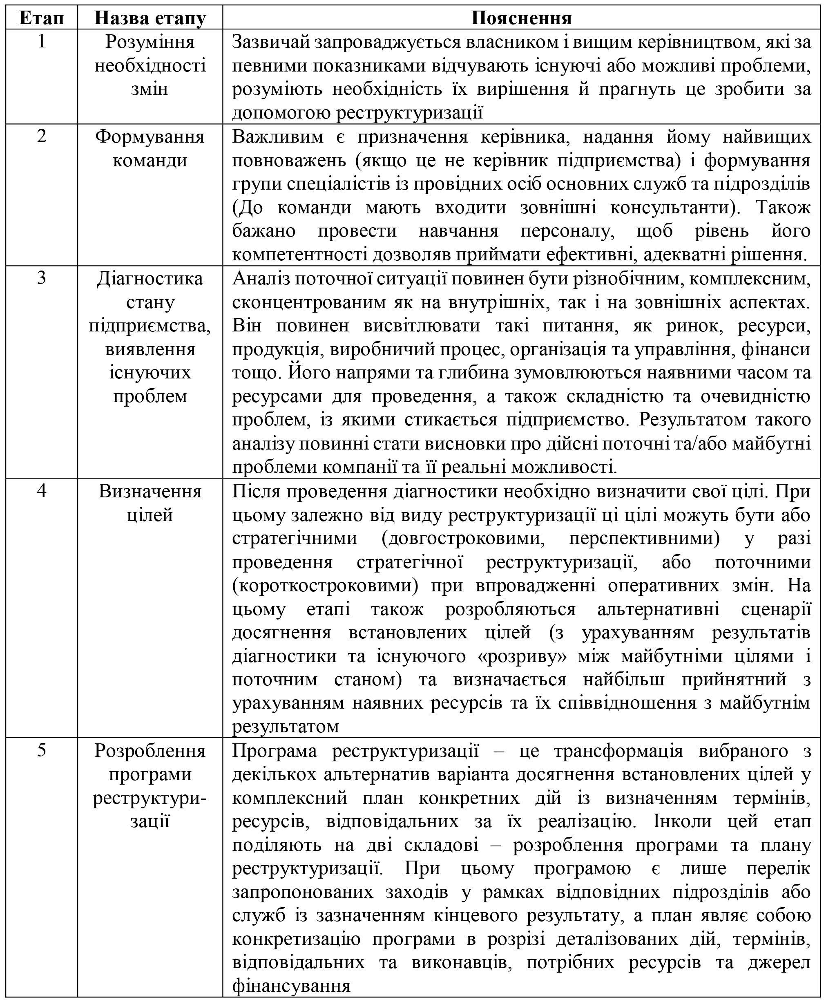 Етап Назва етапу Пояснення
1 Розуміння Зазвичай запроваджується власником і вищим керівництвом, які за
необхідності певними показниками відчувають існуючі або можливі проблеми,
змін розуміють необхідність їх вирішення й прагнуть це зробити за
допомогою реструктуризації
2 Формування Важливим є призначення керівника, надання йому найвищих
команди повноважень (якщо це не керівник підприємства) і формування
групи спеціалістів із провідних осіб основних служб та підрозділів
(До команди мають входити зовнішні консультанти). Також
бажано провести навчання персоналу, щоб рівень його
компетентності дозволяв приймати ефективні, адекватні рішення.
3 Діагностика Аналіз поточної ситуації повинен бути різнобічним, комплексним,
стану сконцентрованим як на внутрішніх, так і на зовнішніх аспектах.
підприємства, Він повинен висвітлювати такі питання, як ринок, ресурси,
виявлення продукція, виробничий процес, організація та управління, фінанси
існуючих тощо. Його напрями та глибина зумовлюються наявними часом та
проблем ресурсами для проведення, а також складністю та очевидністю
проблем, із якими стикається підприємство. Результатом такого
аналізу повинні стати висновки про дійсні поточні та/або майбутні
проблеми компанії та її реальні можливості.
4 Визначення Після проведення діагностики необхідно визначити свої цілі. При
цілей цьому залежно від виду реструктуризації ці цілі можуть бути або
стратегічними (довгостроковими, перспективними) у разі
проведення стратегічної реструктуризації, або поточними
(короткостроковими) при впровадженні оперативних змін. На
цьому етапі також розробляються альтернативні сценарії
досягнення встановлених цілей (з урахуванням результатів
діагностики та існуючого «розриву» між майбутніми цілями і
поточним станом) та визначається найбільш прийнятний з
урахуванням наявних ресурсів та їх співвідношення з майбутнім
результатом
5 Розроблення Програма реструктуризації – це трансформація вибраного з
програми декількох альтернатив варіанта досягнення встановлених цілей у
реструктури- комплексний план конкретних дій із визначенням термінів,
зації ресурсів, відповідальних за їх реалізацію. Інколи цей етап
поділяють на дві складові – розроблення програми та плану
реструктуризації. При цьому програмою є лише перелік
запропонованих заходів у рамках відповідних підрозділів або
служб із зазначенням кінцевого результату, а план являє собою
конкретизацію програми в розрізі деталізованих дій, термінів,
відповідальних та виконавців, потрібних ресурсів та джерел
фінансування